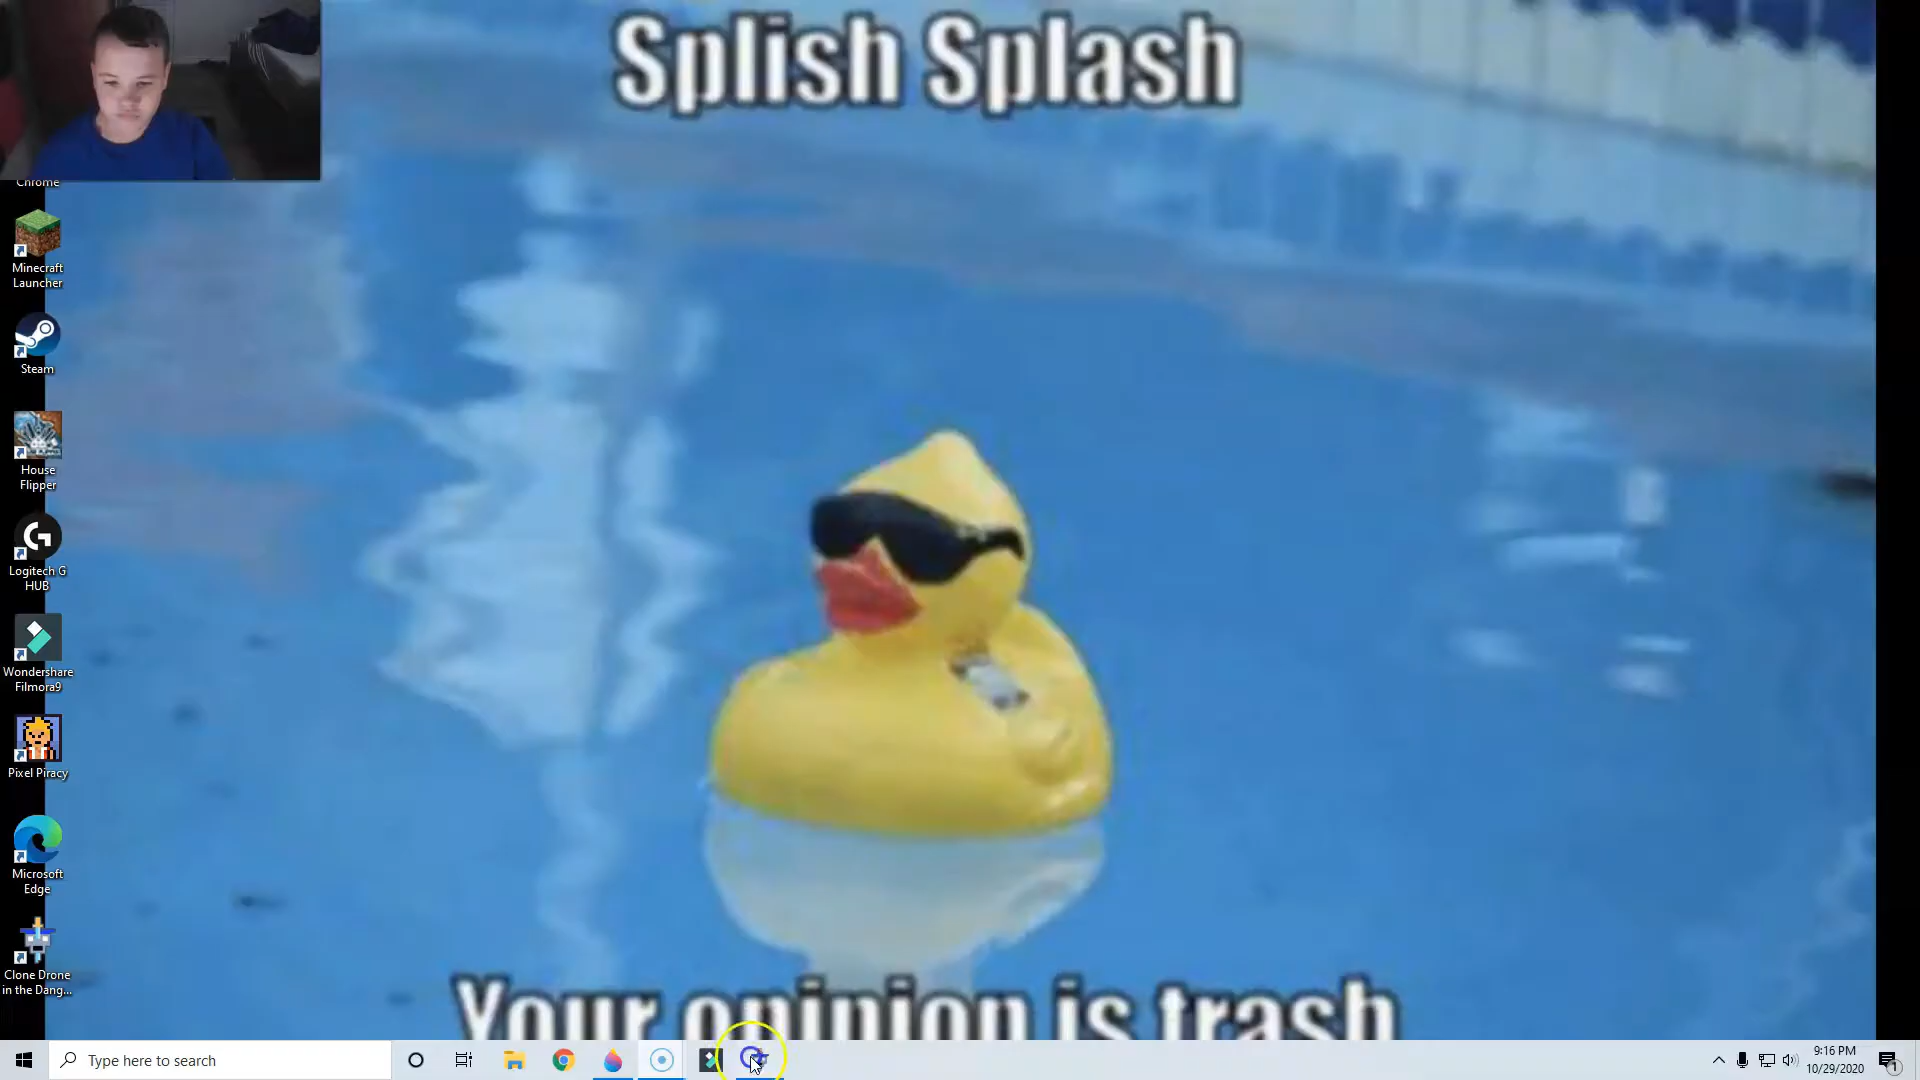 Splish Splash
Chrome
Minecraft
Launcher
Steam
House
Flipper
Logitech G
HUB
Wondershare
Filmora9
Pixel Piracy
Microsoft
Edge
Clone Drone
in the Dang...
Your opinion is trash
Type here to search
9:16 PM
10/29/2020
1